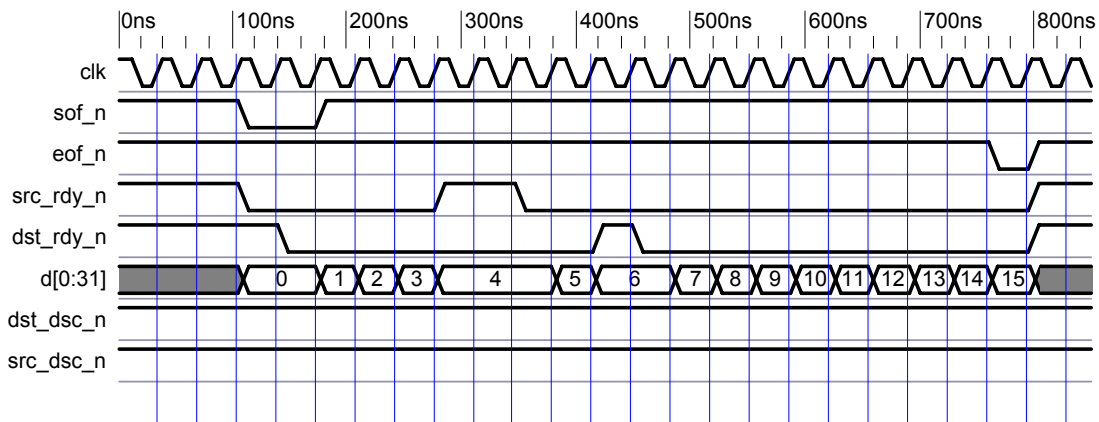 0ns 100ns 200ns 300ns 400ns 500ns 600ns 700ns 800ns
clk
sof_n
eof_n
src_rdy_n
dst_rdy_n
d[0:31] 0 1 2 3 4 5 6 7 8 9 10 11 12 13 14 15
dst_dsc_n
src_dsc_n